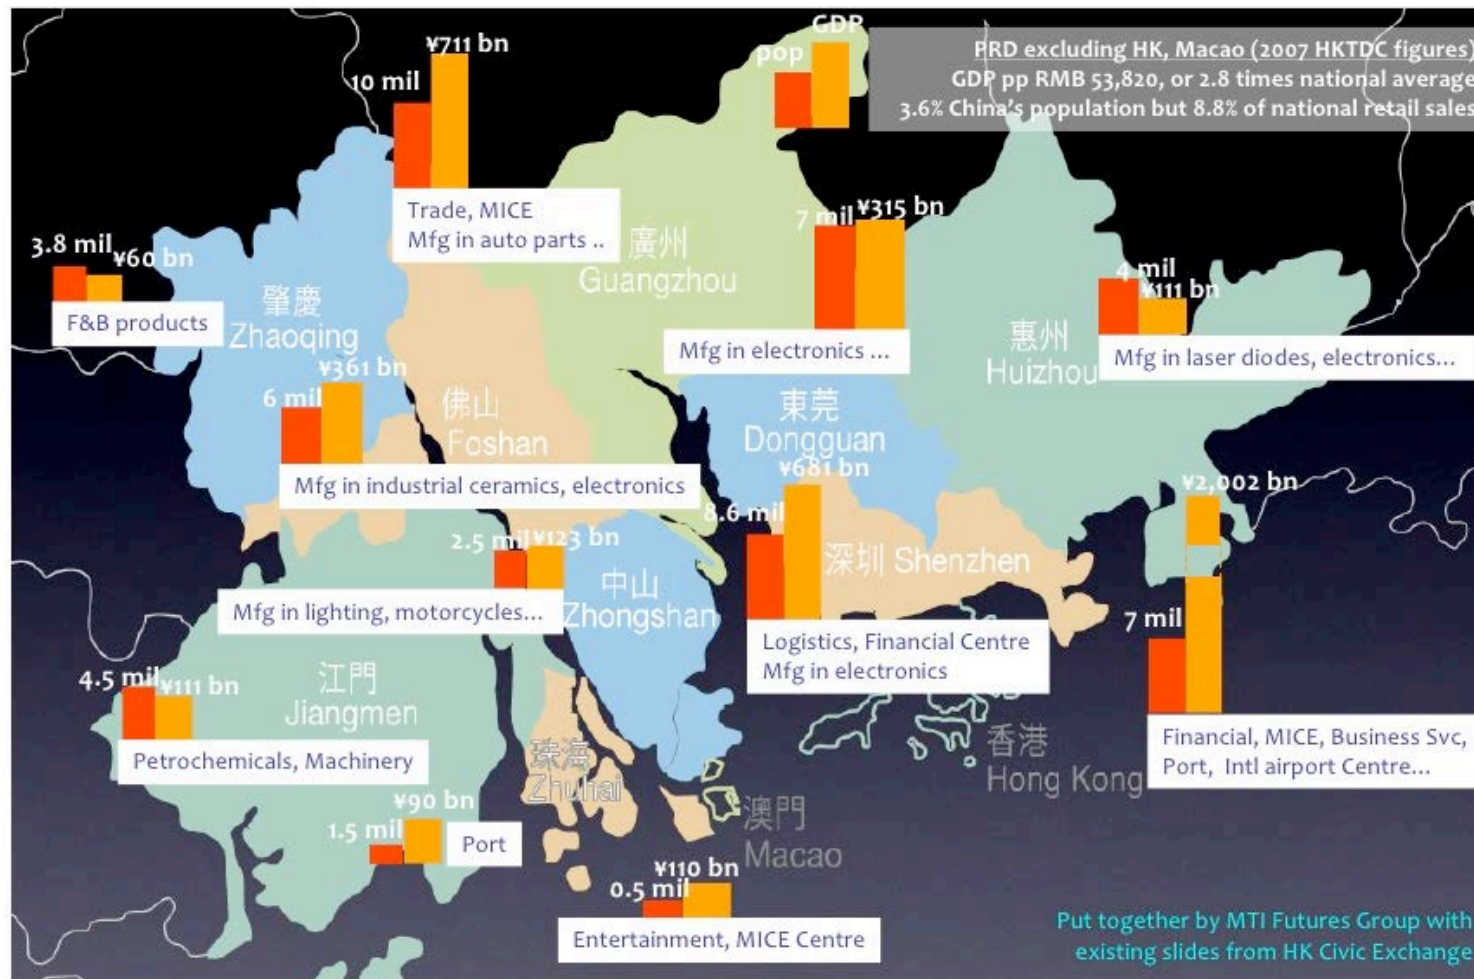 GDP
pop
PRD excluding HK, Macao (2007 HKTDC figures)
GDP pp RMB 53,820, or 2.8 times national average
3.6% China's population but 8.8% of national retail sales
¥711 bn
10 mil
Trade, MICE
Mfg in auto parts ..
廣州
Guangzhou
7 mil
¥315 bn
Mfg in electronics ...
3.8 mil
¥60 bn
F&B products
肇慶
Zhaoqing
4 mil
¥111 bn
Mfg in laser diodes, electronics...
惠州
Huizhou
¥361 bn
6 mil
Mfg in industrial ceramics, electronics
佛山
Foshan
東莞
Dongguan
¥681 bn
8.6 mil
深圳 Shenzhen
Logistics, Financial Centre
Mfg in electronics
¥2,002 bn
7 mil
Financial, MICE, Business Svc,
Port, Intl airport Centre...
2.5 mil
¥123 bn
Mfg in lighting, motorcycles...
中山
Zhongshan
4.5 mil
¥111 bn
Petrochemicals, Machinery
江門
Jiangmen
珠海
Zhuhai
¥90 bn
1.5 mil
Port
香港
Hong Kong
澳門
Macao
¥110 bn
0.5 mil
Entertainment, MICE Centre
Put together by MTI Futures Group with
existing slides from HK Civic Exchange